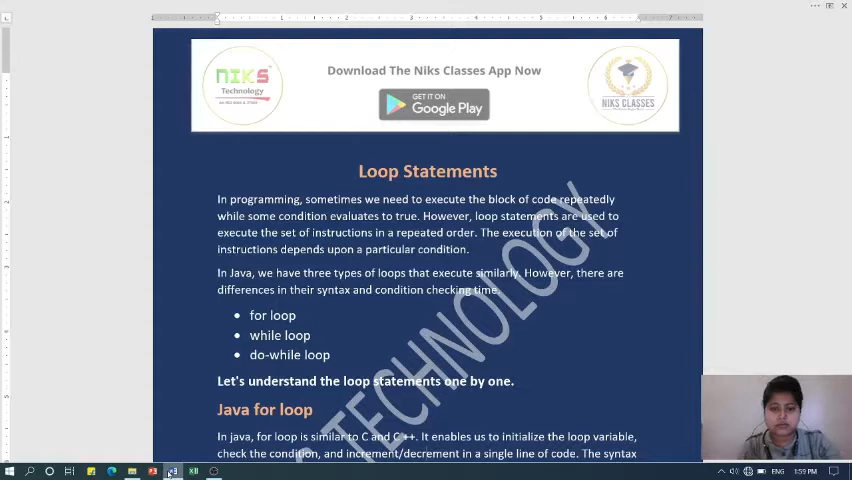 NIKS
Technology
Download The Niks Classes App Now
GET IT ON
Google Play
NIKS CLASSES
Loop Statements
In programming, sometimes we need to execute the block of code repeatedly
while some condition evaluates to true. However, loop statements are used to
execute the set of instructions in a repeated order. The execution of the set of
instructions depends upon a particular condition.
In Java, we have three types of loops that execute similarly. However, there are
differences in their syntax and condition checking time.
• for loop
• while loop
• do-while loop
Let's understand the loop statements one by one.
Java for loop
In java, for loop is similar to C and C ++. It enables us to initialize the loop variable,
check the condition, and increment/decrement in a single line of code. The syntax
TECHNOLOGY
1:59 PM